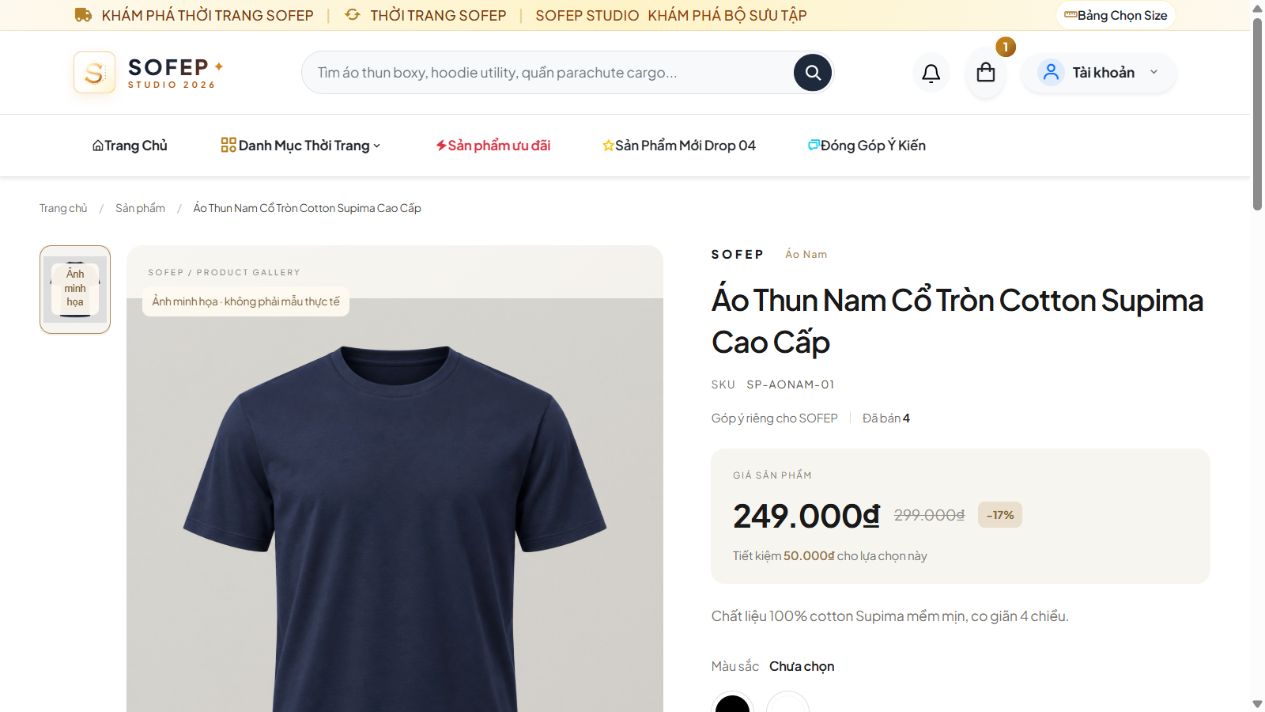 KHÁM PHÁ THỜI TRANG SOFEP | THỜI TRANG SOFEP | SOFEP STUDIO KHÁM PHÁ BỘ SƯU TẬP
Bảng Chọn Size
S
SOFEP
STUDIO 2026
Tìm áo thun boxy, hoodie utility, quần parachute cargo...
1
Tài khoản
Trang Chủ
Danh Mục Thời Trang
Sản phẩm ưu đãi
Sản Phẩm Mới Drop 04
Đóng Góp Ý Kiến
Trang chủ / Sản phẩm / Áo Thun Nam Cổ Tròn Cotton Supima Cao Cấp
Ảnh
minh
họa
SOFEP / PRODUCT GALLERY
Ảnh minh họa · không phải mẫu thực tế
SOFEP Áo Nam
Áo Thun Nam Cổ Tròn Cotton Supima
Cao Cấp
SKU SP-AONAM-01
Góp ý riêng cho SOFEP Đã bán 4
GIÁ SẢN PHẨM
249.000₫ 299.000₫ -17%
Tiết kiệm 50.000₫ cho lựa chọn này
Chất liệu 100% cotton Supima mềm mịn, co giãn 4 chiều.
Màu sắc Chưa chọn